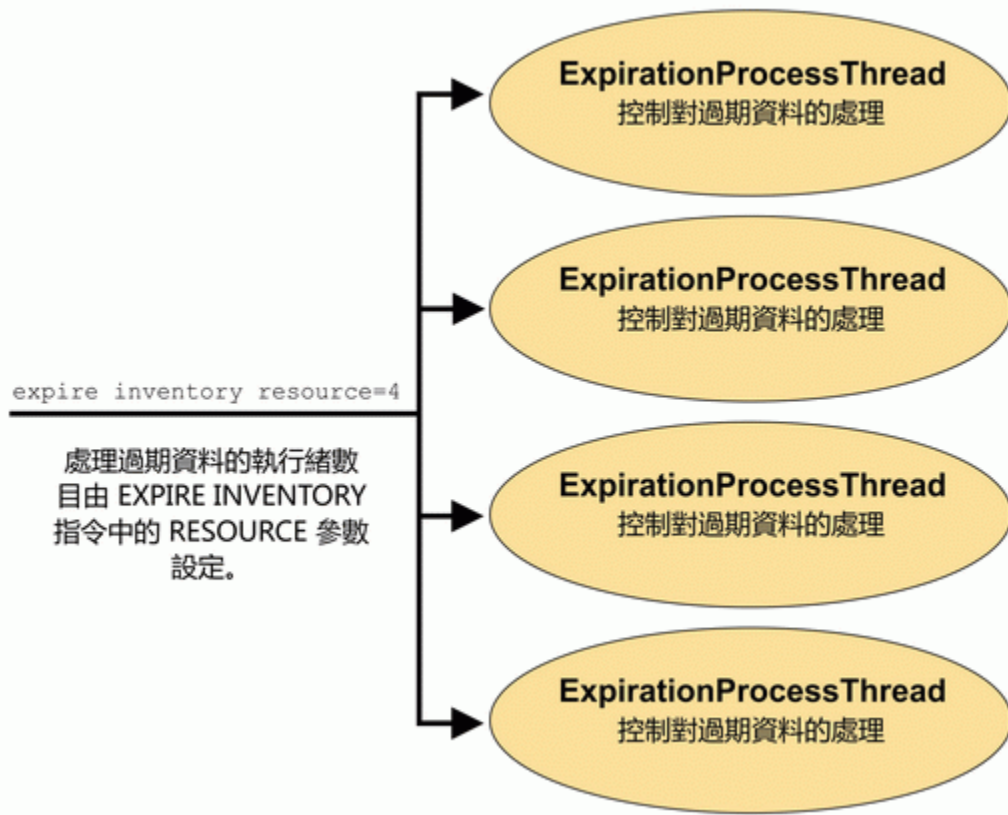 ExpirationProcessThread
控制對過期資料的處理
ExpirationProcessThread
控制對過期資料的處理
expire inventory resource=4
處理過期資料的執行緒數
目由 EXPIRE INVENTORY
指令中的 RESOURCE 參數
設定。
ExpirationProcessThread
控制對過期資料的處理
ExpirationProcessThread
控制對過期資料的處理